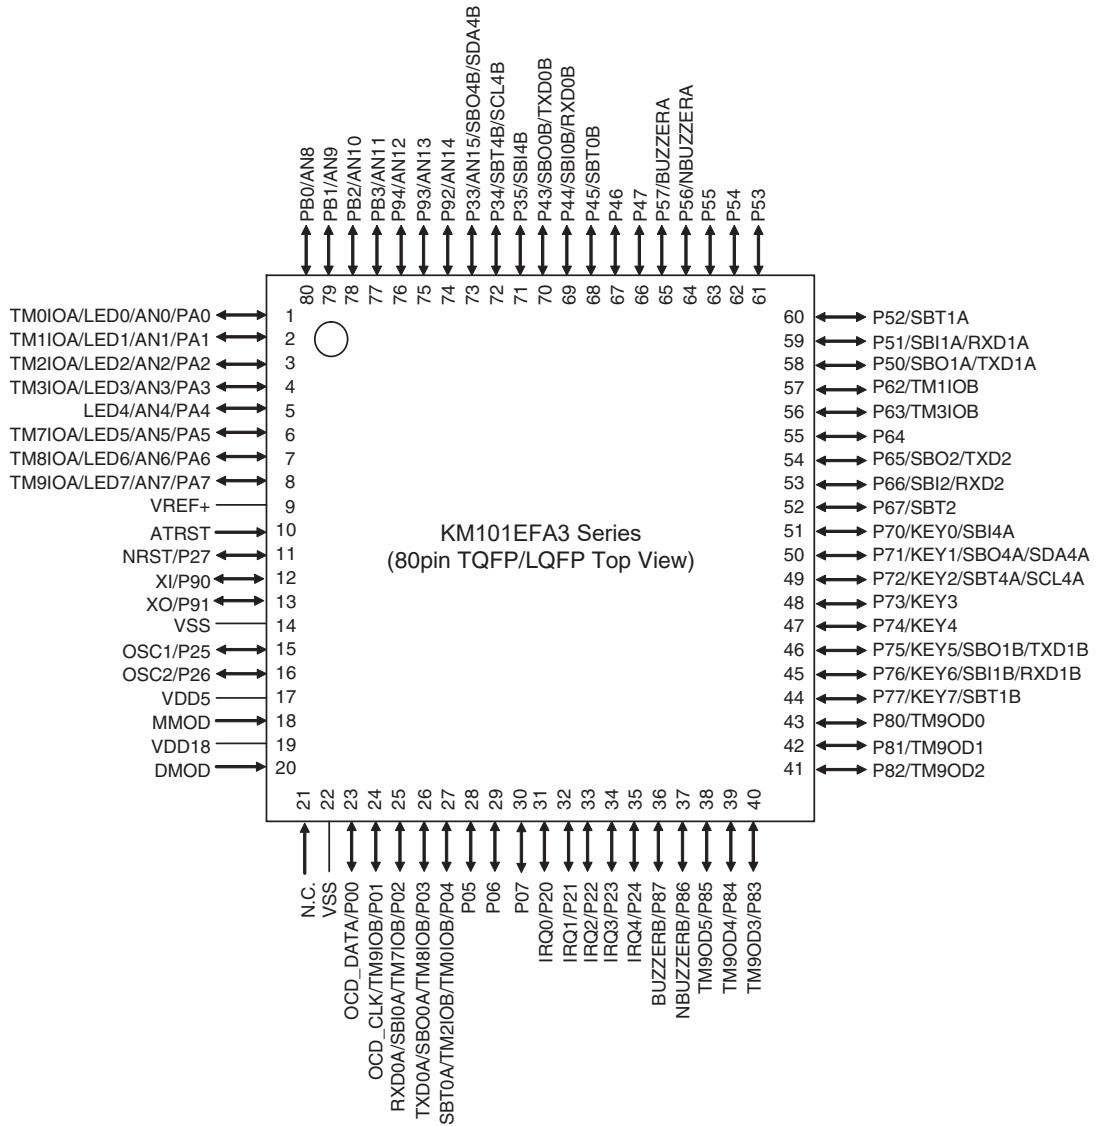 PB0/AN8
PB1/AN9
PB2/AN10
PB3/AN11
P94/AN12
P93/AN13
P92/AN14
P33/AN15/SBO4B/SDA4B
P34/SBT4B/SCL4B
P35/SBI4B
P43/SBO0B/TXD0B
P44/SBI0B/RXD0B
P45/SBT0B
P46
P47
P57/BUZZERA
P56/NBUZZERA
P55
P54
P53
80
79
78
77
76
75
74
73
72
71
70
69
68
67
66
65
64
63
62
61
TM0IOA/LED0/AN0/PA0 1
TM1IOA/LED1/AN1/PA1 2
TM2IOA/LED2/AN2/PA2 3
TM3IOA/LED3/AN3/PA3 4
LED4/AN4/PA4 5
TM7IOA/LED5/AN5/PA5 6
TM8IOA/LED6/AN6/PA6 7
TM9IOA/LED7/AN7/PA7 8
VREF+ 9
ATRST 10
NRST/P27 11
XI/P90 12
XO/P91 13
VSS 14
OSC1/P25 15
OSC2/P26 16
VDD5 17
MMOD 18
VDD18 19
DMOD 20
KM101EFA3 Series
(80pin TQFP/LQFP Top View)
60 P52/SBT1A
59 P51/SBI1A/RXD1A
58 P50/SBO1A/TXD1A
57 P62/TM1IOB
56 P63/TM3IOB
55 P64
54 P65/SBO2/TXD2
53 P66/SBI2/RXD2
52 P67/SBT2
51 P70/KEY0/SBI4A
50 P71/KEY1/SBO4A/SDA4A
49 P72/KEY2/SBT4A/SCL4A
48 P73/KEY3
47 P74/KEY4
46 P75/KEY5/SBO1B/TXD1B
45 P76/KEY6/SBI1B/RXD1B
44 P77/KEY7/SBT1B
43 P80/TM9OD0
42 P81/TM9OD1
41 P82/TM9OD2
21
22
23
24
25
26
27
28
29
30
31
32
33
34
35
36
37
38
39
40
N.C.
VSS
OCD_DATA/P00
OCD_CLK/TM9IOB/P01
RXD0A/SBI0A/TM7IOB/P02
TXD0A/SBO0A/TM8IOB/P03
SBT0A/TM2IOB/TM0IOB/P04
P05
P06
P07
IRQ0/P20
IRQ1/P21
IRQ2/P22
IRQ3/P23
IRQ4/P24
BUZZERB/P87
NBUZZERB/P86
TM9OD5/P85
TM9OD4/P84
TM9OD3/P83